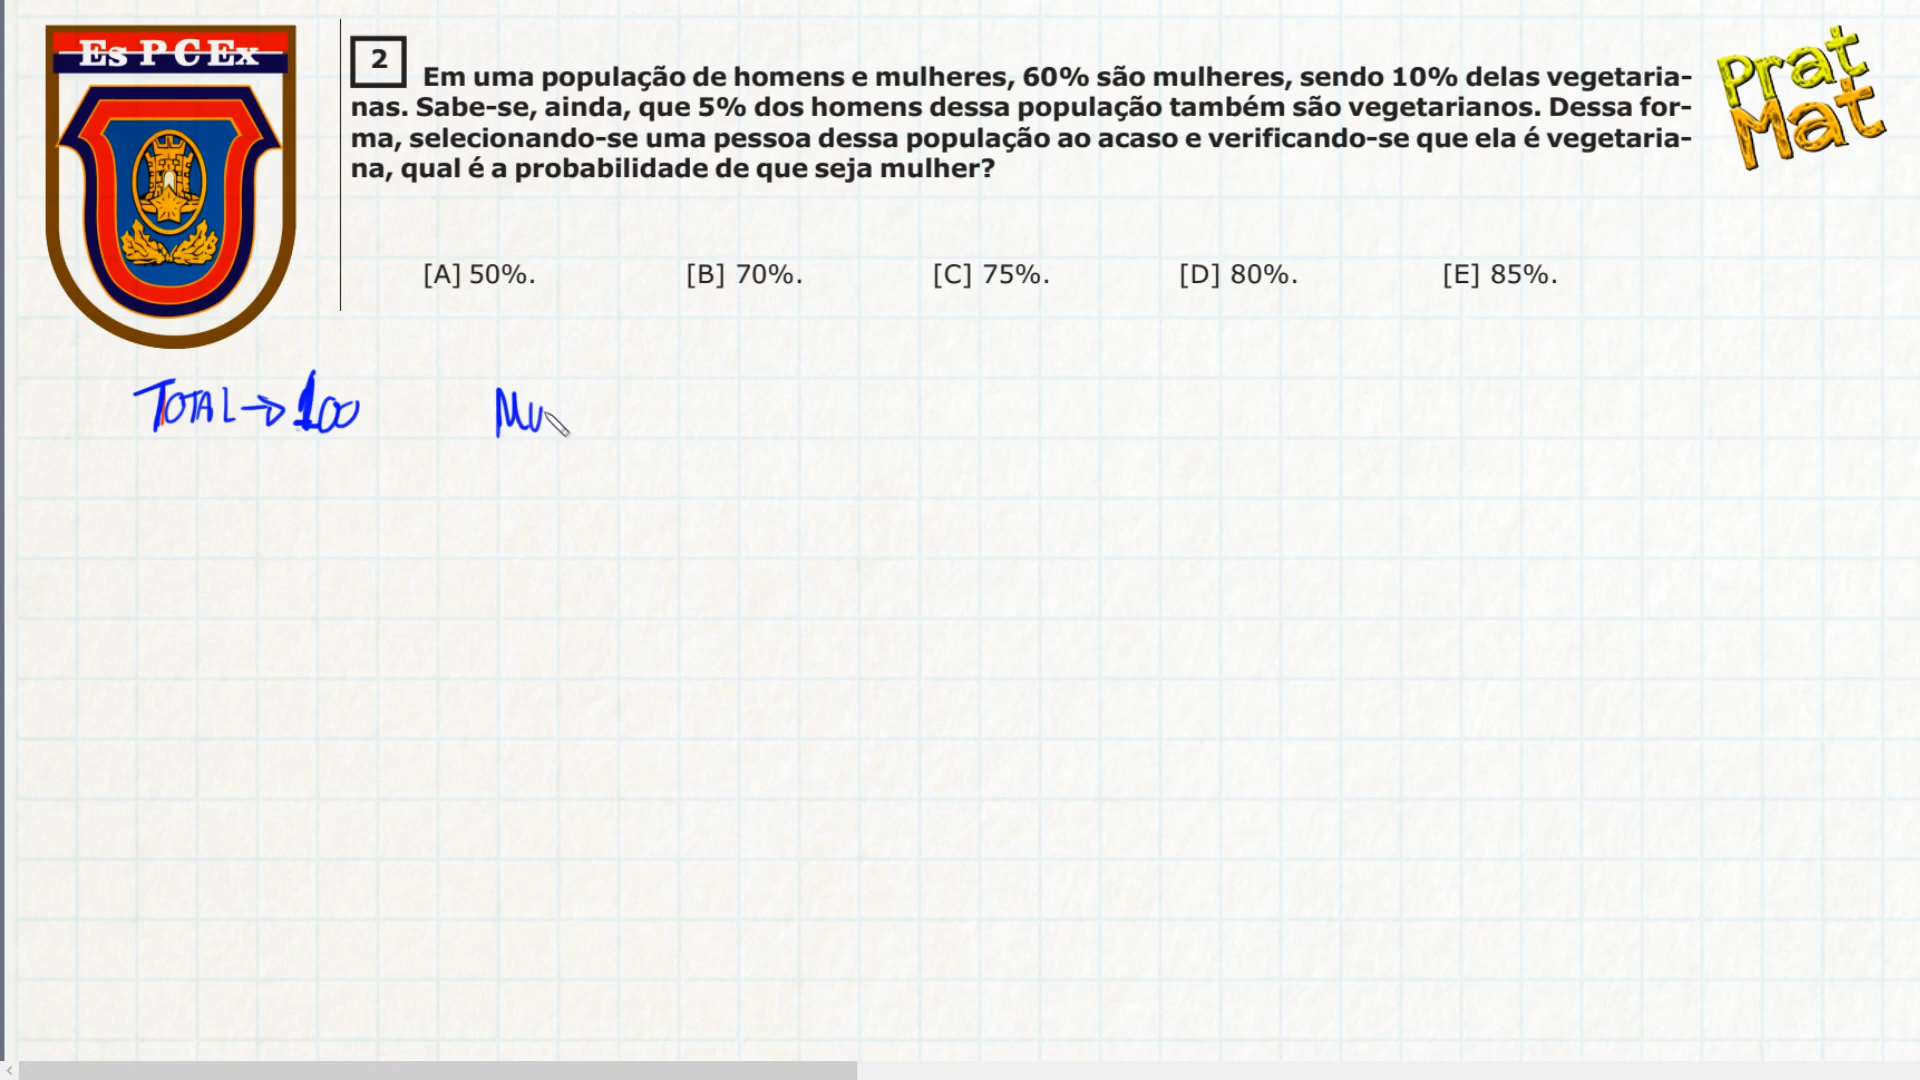 Es P C Ex
2
Em uma população de homens e mulheres, 60% são mulheres, sendo 10% delas vegetaria-
nas. Sabe-se, ainda, que 5% dos homens dessa população também são vegetarianos. Dessa for-
ma, selecionando-se uma pessoa dessa população ao acaso e verificando-se que ela é vegetaria-
na, qual é a probabilidade de que seja mulher?
Prat
Mat
[A] 50%. [B] 70%. [C] 75%. [D] 80%. [E] 85%.
TOTAL → 100 MU